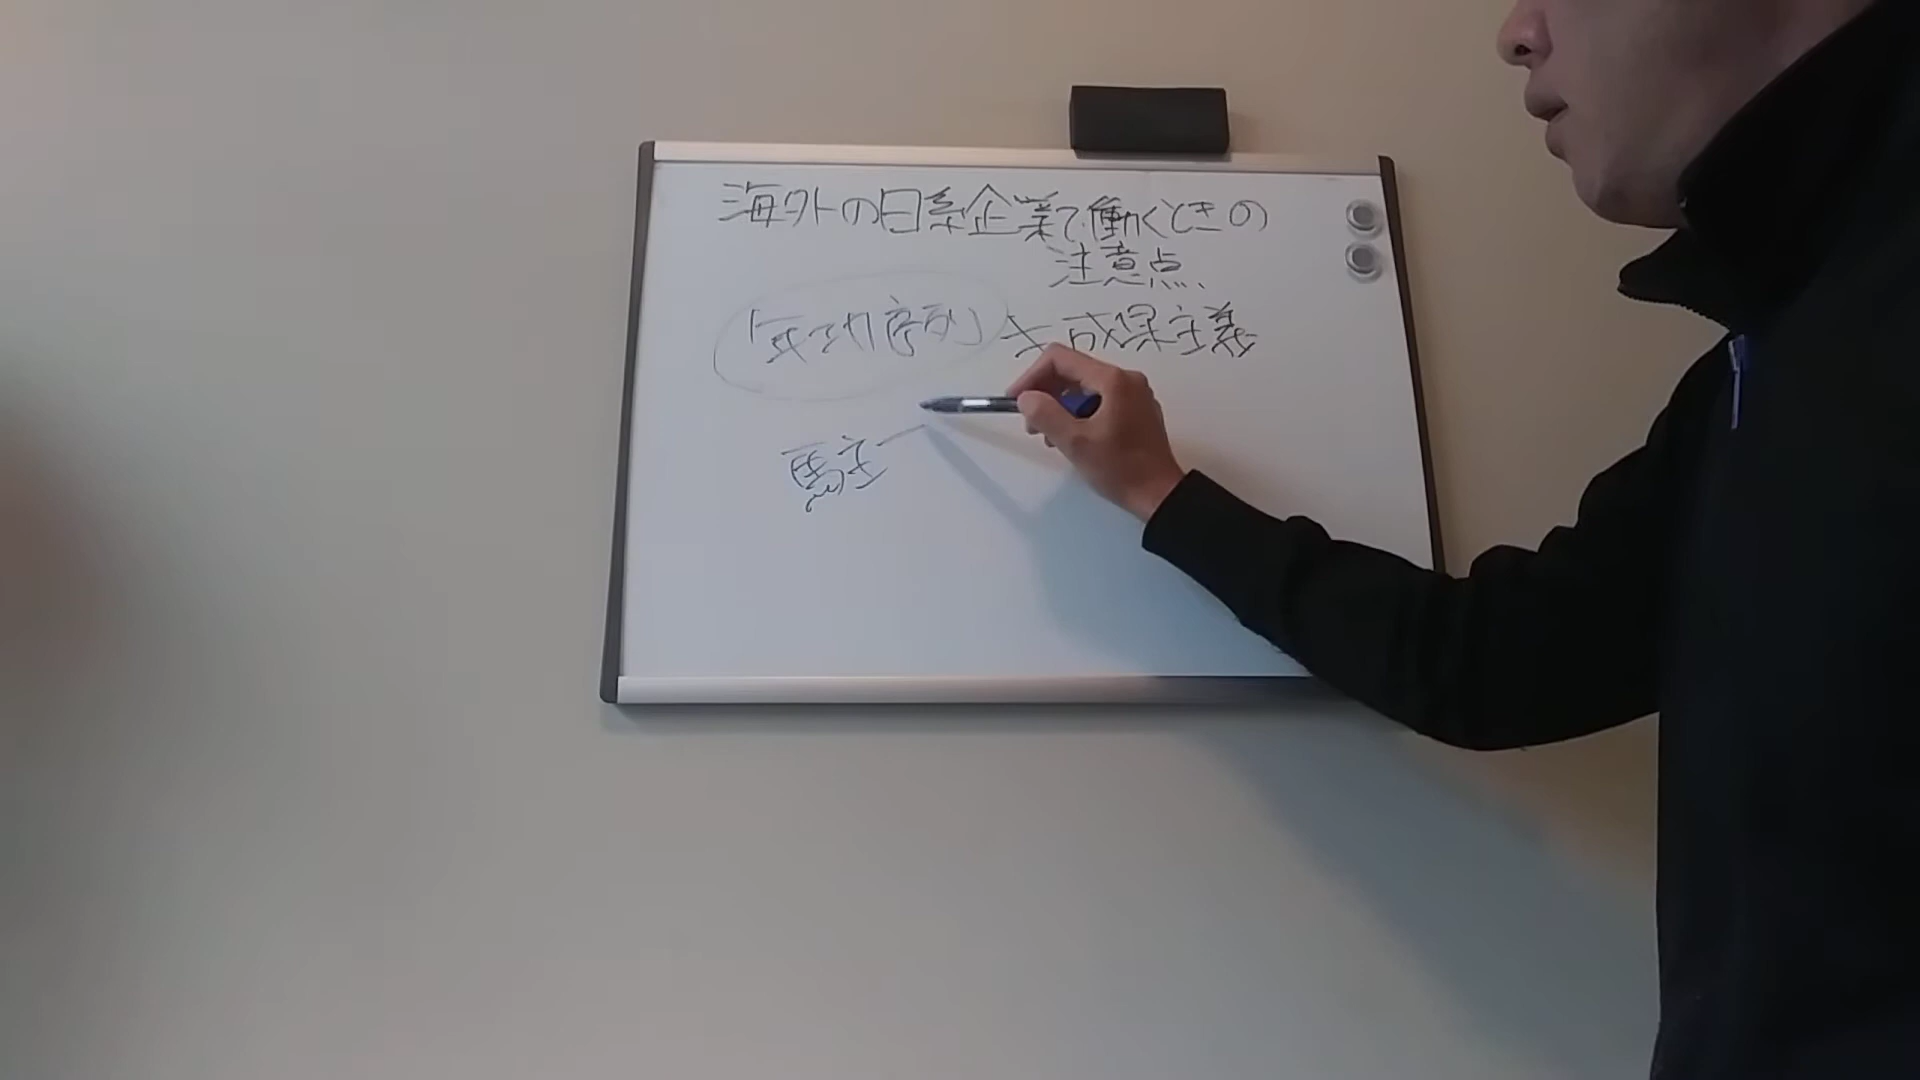 海外の日系企業で働くときの
注意点、
「年功序列」≠成果主義
駐